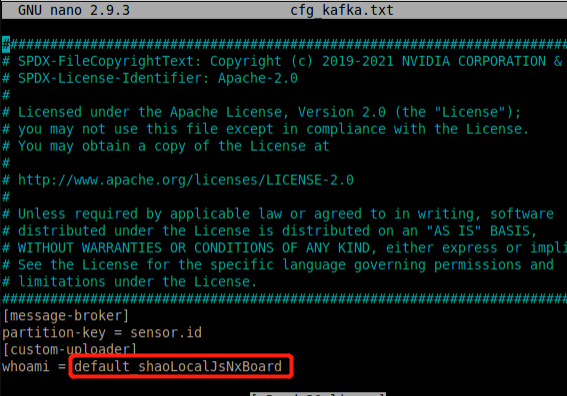 GNU nano 2.9.3 cfg_kafka.txt
################################################################################
# SPDX-FileCopyrightText: Copyright (c) 2019-2021 NVIDIA CORPORATION &
# SPDX-License-Identifier: Apache-2.0
#
# Licensed under the Apache License, Version 2.0 (the "License");
# you may not use this file except in compliance with the License.
# You may obtain a copy of the License at
#
# http://www.apache.org/licenses/LICENSE-2.0
#
# Unless required by applicable law or agreed to in writing, software
# distributed under the License is distributed on an "AS IS" BASIS,
# WITHOUT WARRANTIES OR CONDITIONS OF ANY KIND, either express or impli
# See the License for the specific language governing permissions and
# limitations under the License.
################################################################################
[message-broker]
partition-key = sensor.id
[custom-uploader]
whoami = default_shaoLocalJsNxBoard